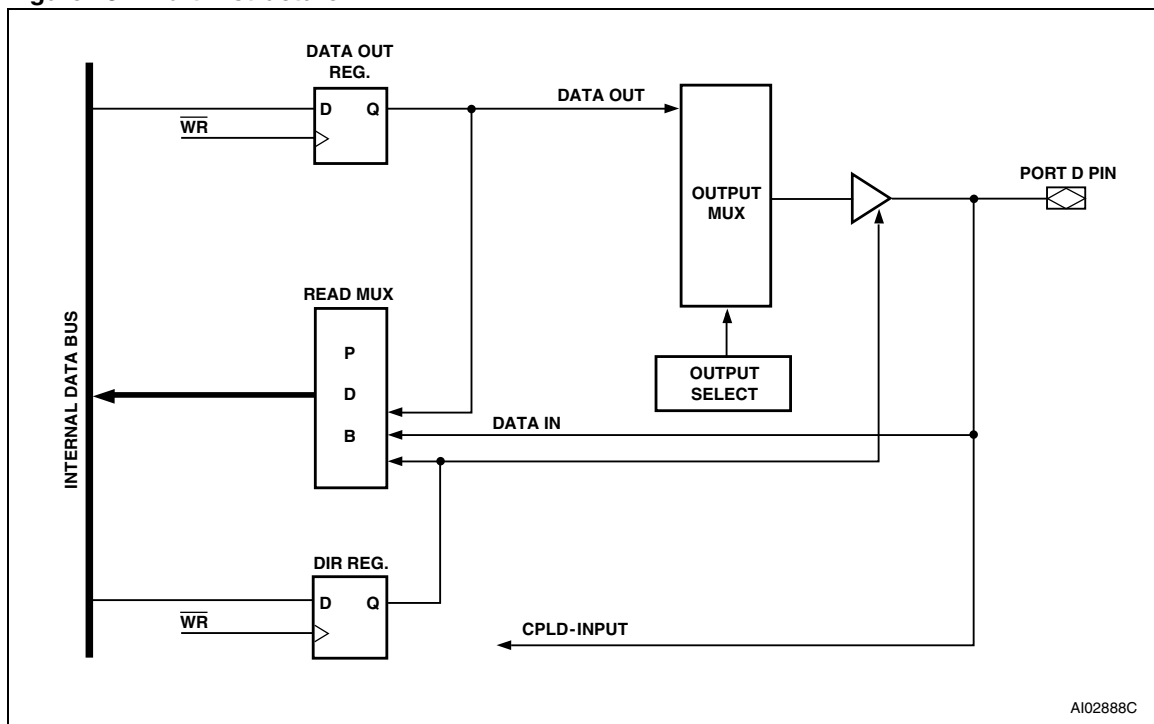 DATA OUT
REG.
D Q
WR
DATA OUT
OUTPUT
MUX
PORT D PIN
READ MUX
P
D
B
INTERNAL DATA BUS
OUTPUT
SELECT
DATA IN
DIR REG.
D Q
WR
CPLD-INPUT
AI02888C